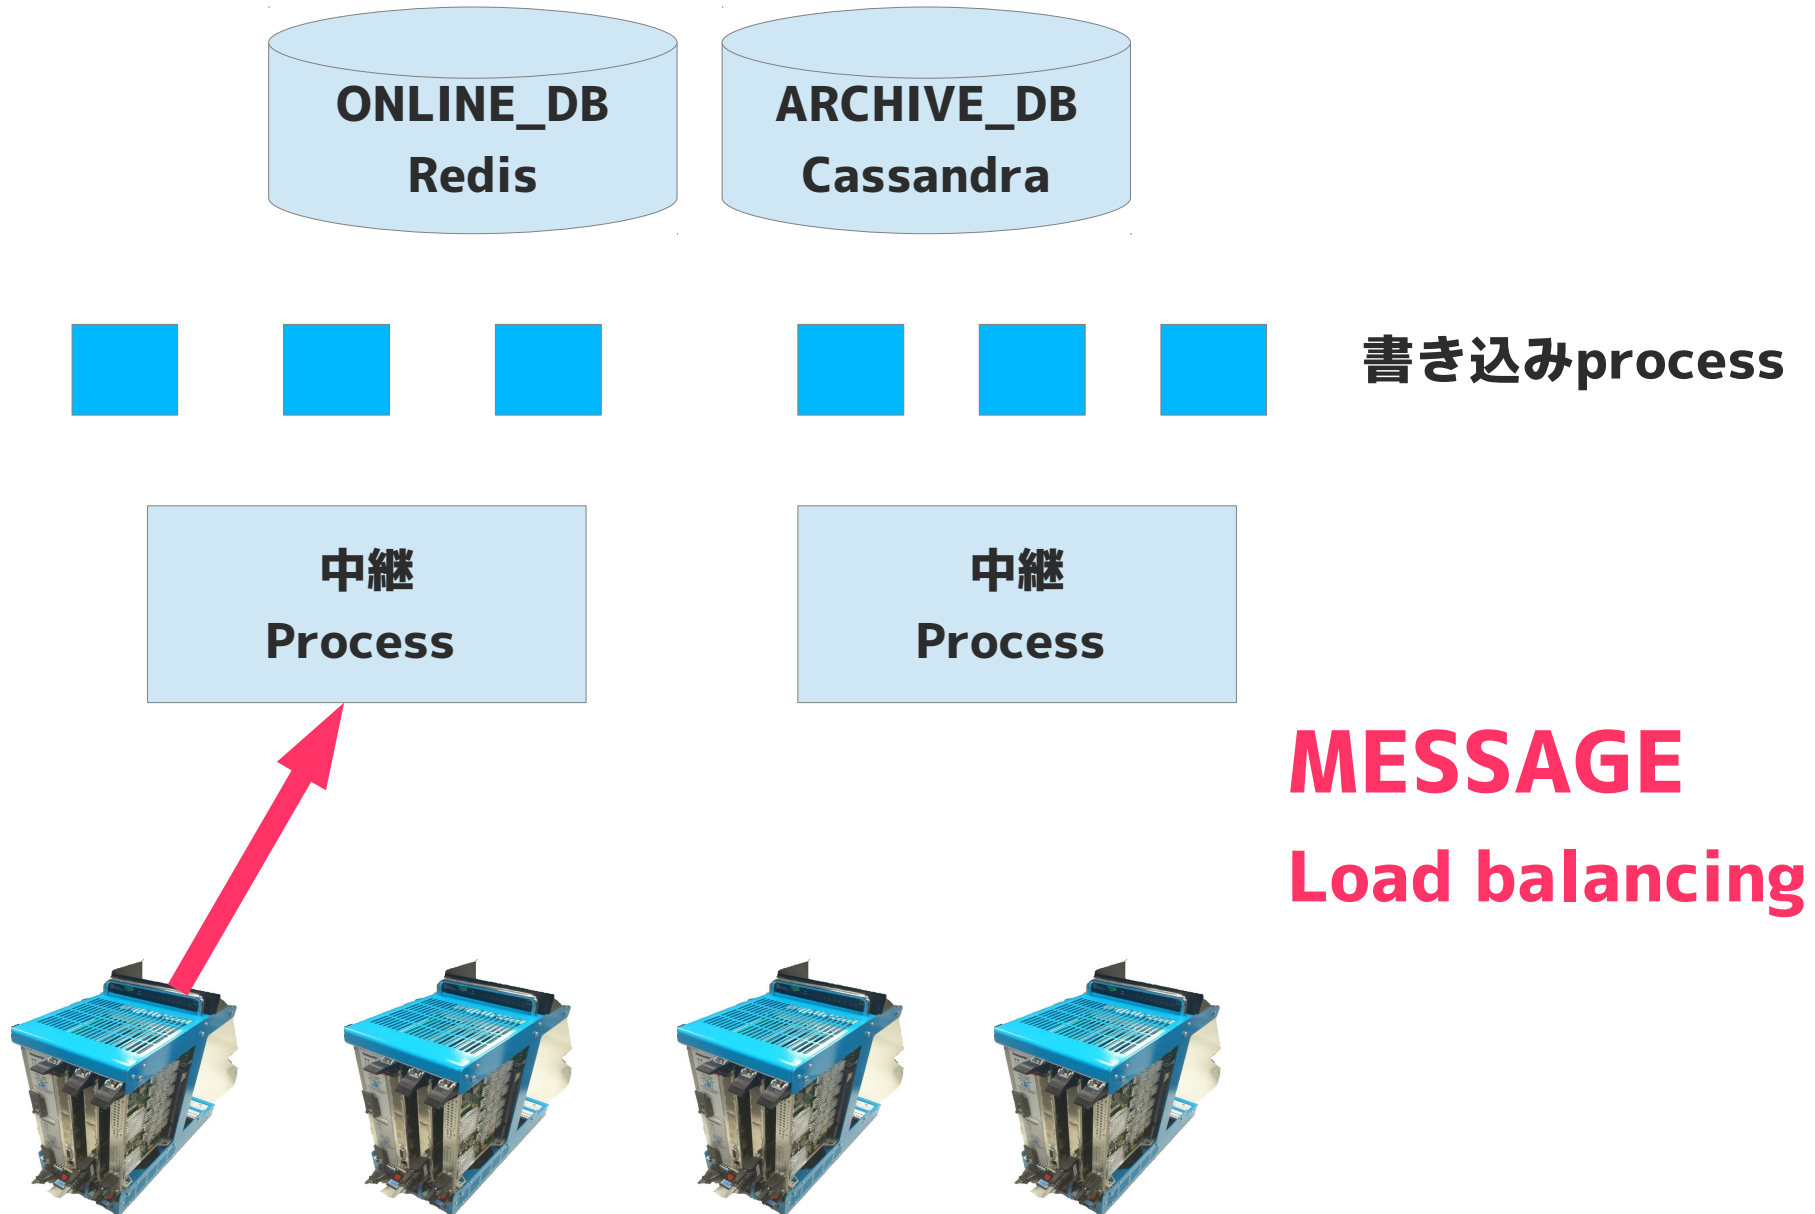 ONLINE_DB
Redis
ARCHIVE_DB
Cassandra
書き込みprocess
中継
Process
中継
Process
MESSAGE
Load balancing